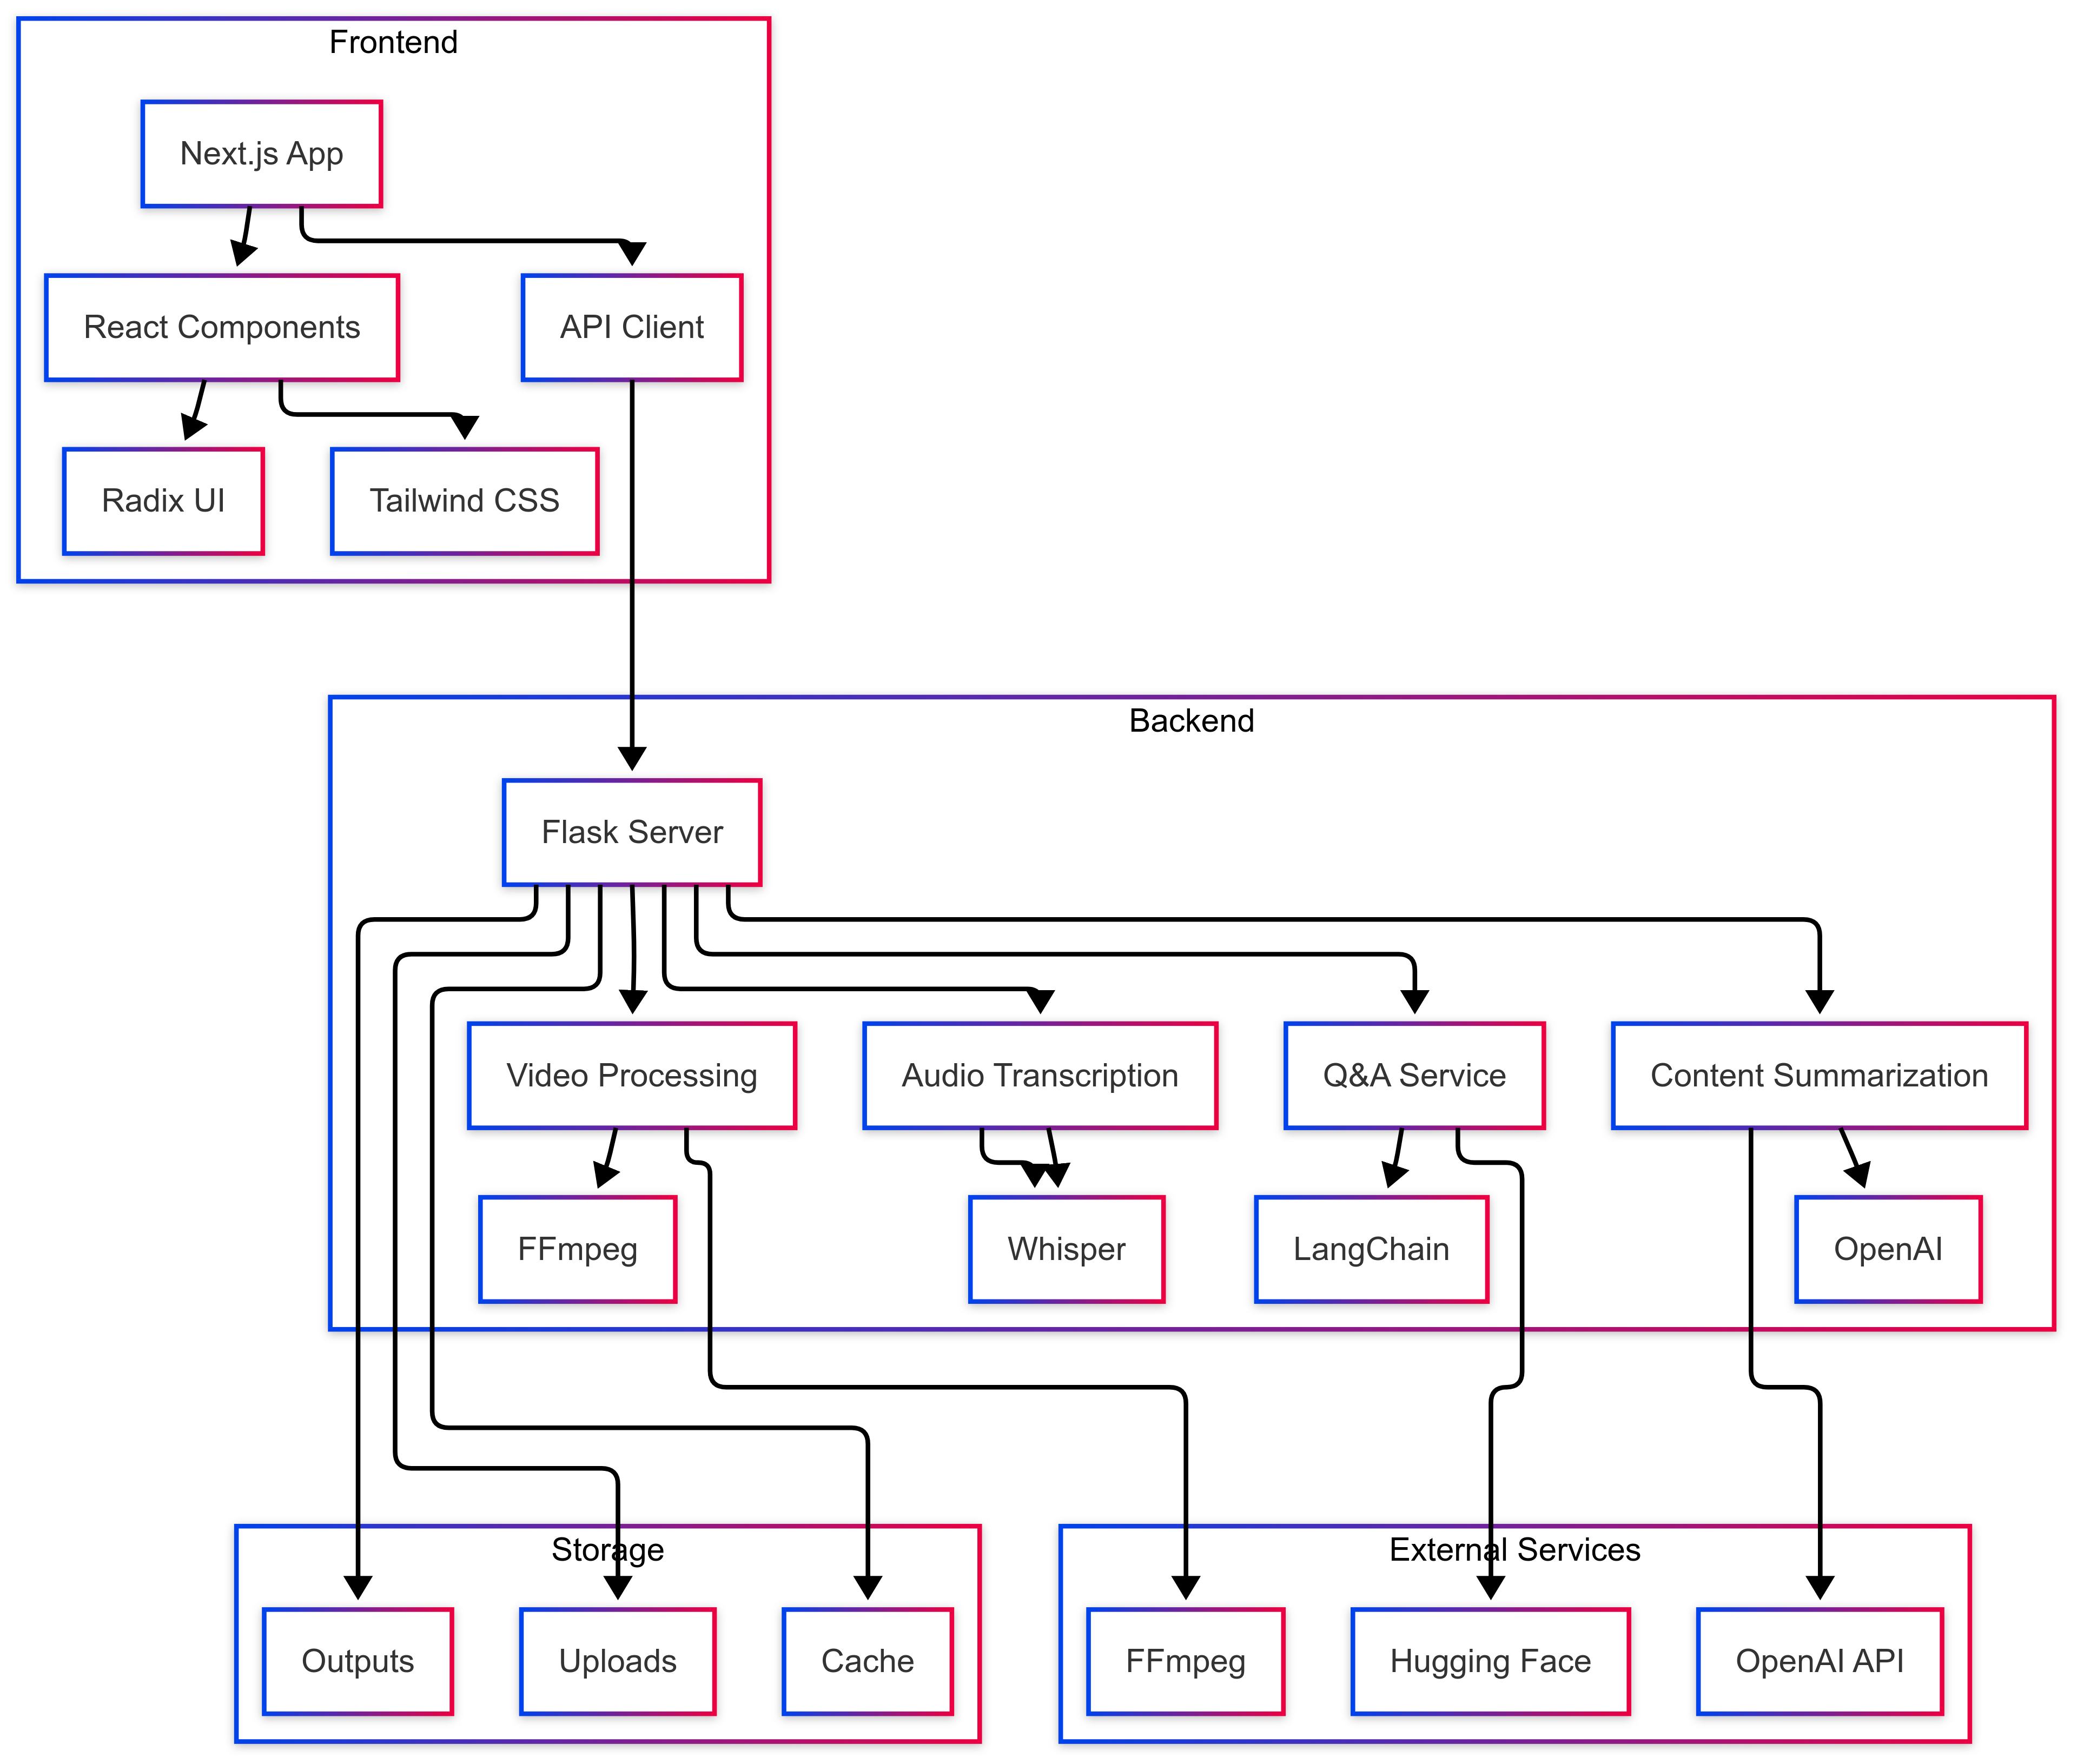 Frontend
Next.js App
React Components
API Client
Radix UI
Tailwind CSS
Backend
Flask Server
Video Processing
Audio Transcription
Q&A Service
Content Summarization
FFmpeg
Whisper
LangChain
OpenAI
Storage
External Services
Outputs
Uploads
Cache
FFmpeg
Hugging Face
OpenAI API